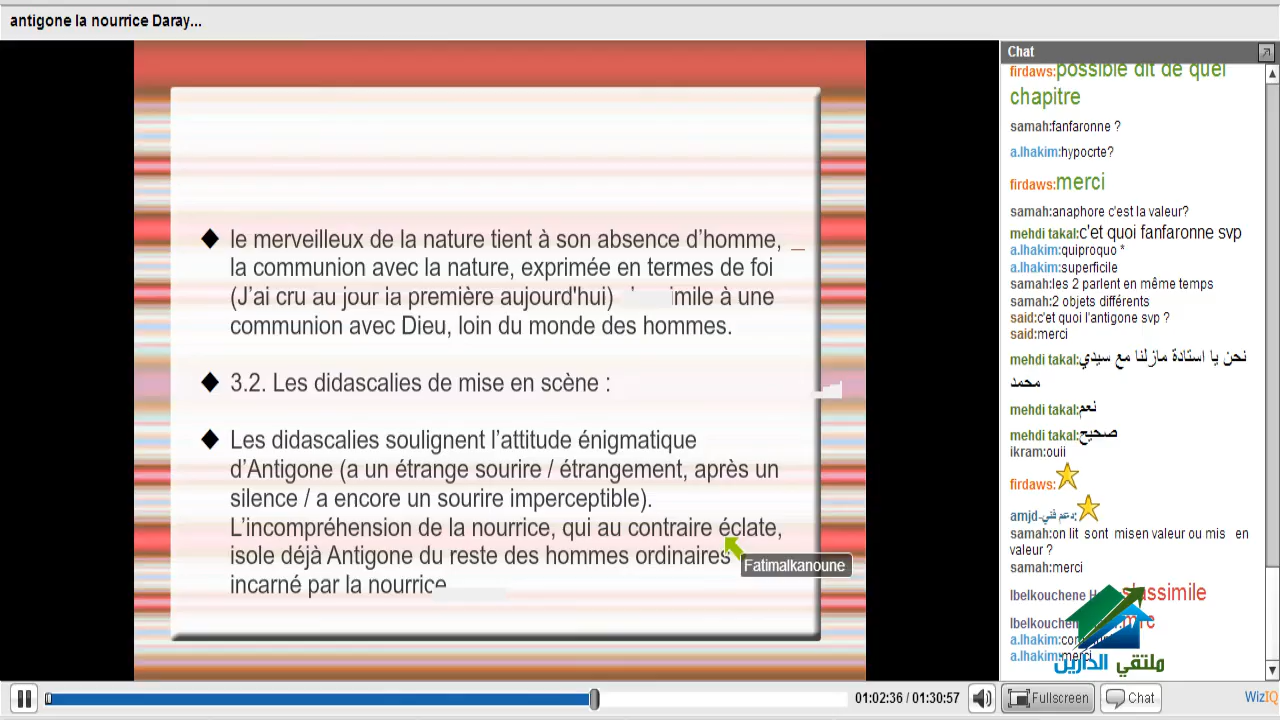 antigone la nourrice Daray...
le merveilleux de la nature tient à son absence d’homme, _
la communion avec la nature, exprimée en termes de foi
(J’ai cru au jour ia première aujourd'hui) imile à une
communion avec Dieu, loin du monde des hommes.
3.2. Les didascalies de mise en scène :
Les didascalies soulignent l’attitude énigmatique
d’Antigone (a un étrange sourire / étrangement, après un
silence / a encore un sourire imperceptible).
L’incompréhension de la nourrice, qui au contraire éclate,
isole déjà Antigone du reste des hommes ordinaires
incarné par la nourrice
Fatimalkanoune
Chat
firdaws:possible dit de quel
chapitre
samah:fanfaronne ?
a.lhakim:hypocrte?
firdaws:merci
samah:anaphore c'est la valeur?
mehdi takal:c'et quoi fanfaronne svp
a.lhakim:quiproquo *
a.lhakim:superficile
samah:les 2 parlent en même temps
samah:2 objets différents
said:c'et quoi l'antigone svp ?
said:merci
mehdi takal:نحن يا استادة مازلنا مع سيدي
محمد
mehdi takal:نعم
mehdi takal:صحيح
ikram:ouii
firdaws:
amjd-دعم فني:
samah:on lit sont misen valeur ou mis en
valeur ?
samah:merci
lbelkouchene s'assimile
lbelkouchene
a.lhakim:
a.lhakim:merci
ملتقي الدارين
01:02:36 / 01:30:57
Fullscreen
Chat
WizIQ